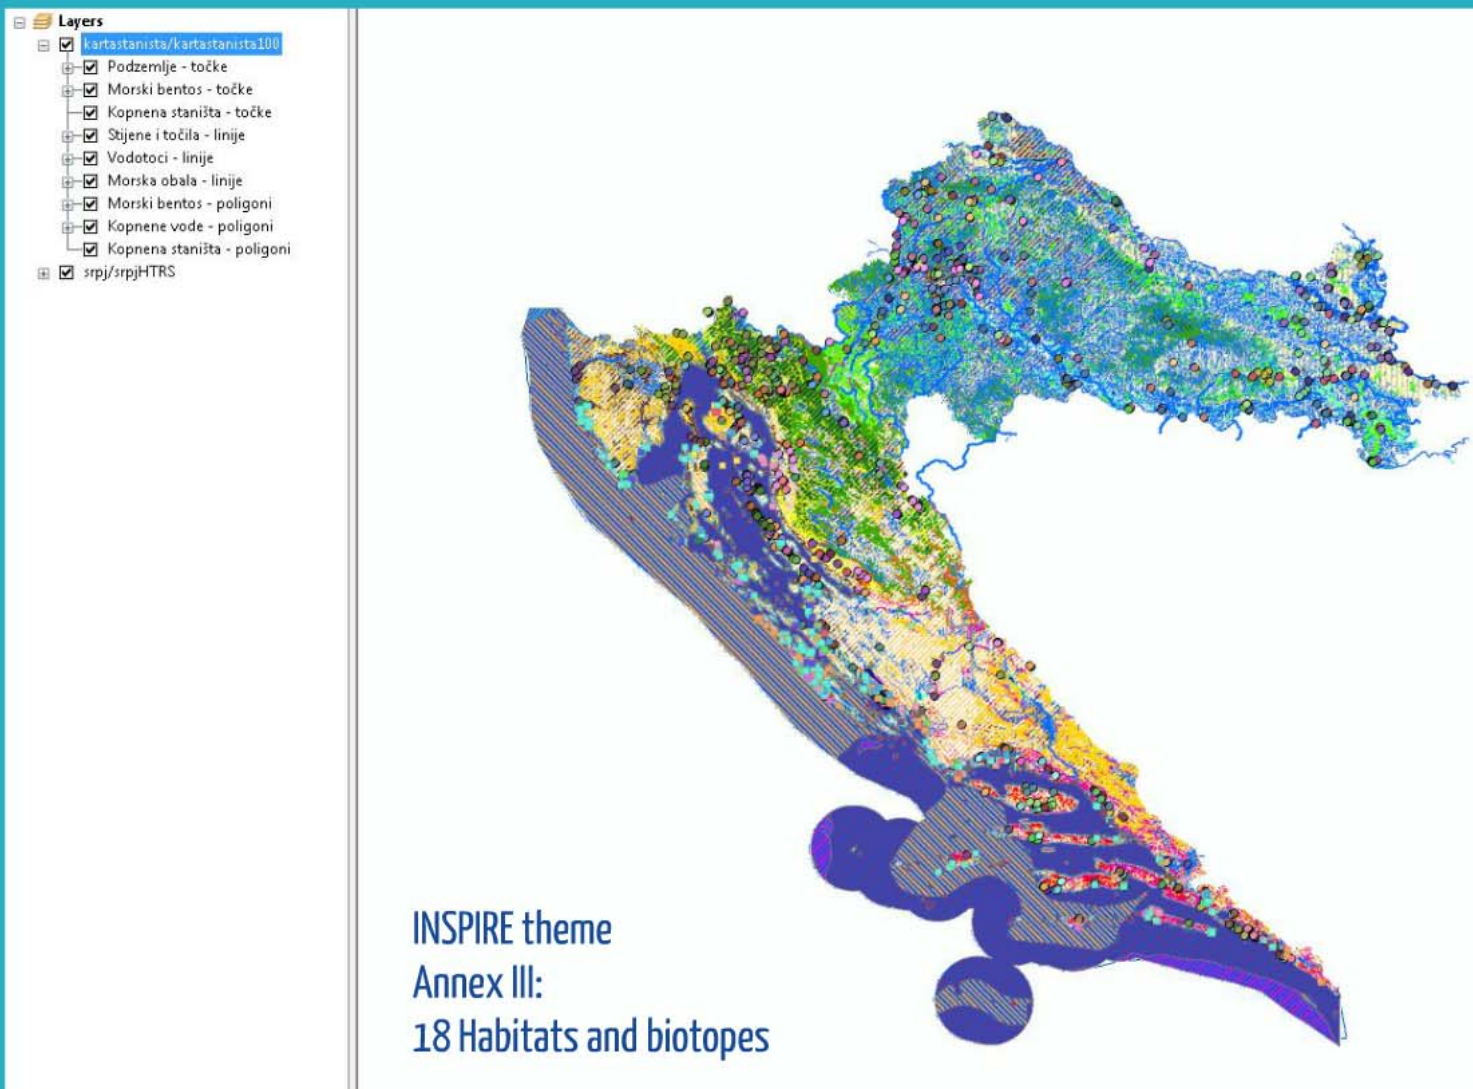 Layers
kartastanista/kartastanista100
Podzemlje - točke
Morski bentos - točke
Kopnena staništa - točke
Stijene i točila - linije
Vodotoci - linije
Morska obala - linije
Morski bentos - poligoni
Kopnene vode - poligoni
Kopnena staništa - poligoni
srpj/srpjHTRS
INSPIRE theme
Annex III:
18 Habitats and biotopes